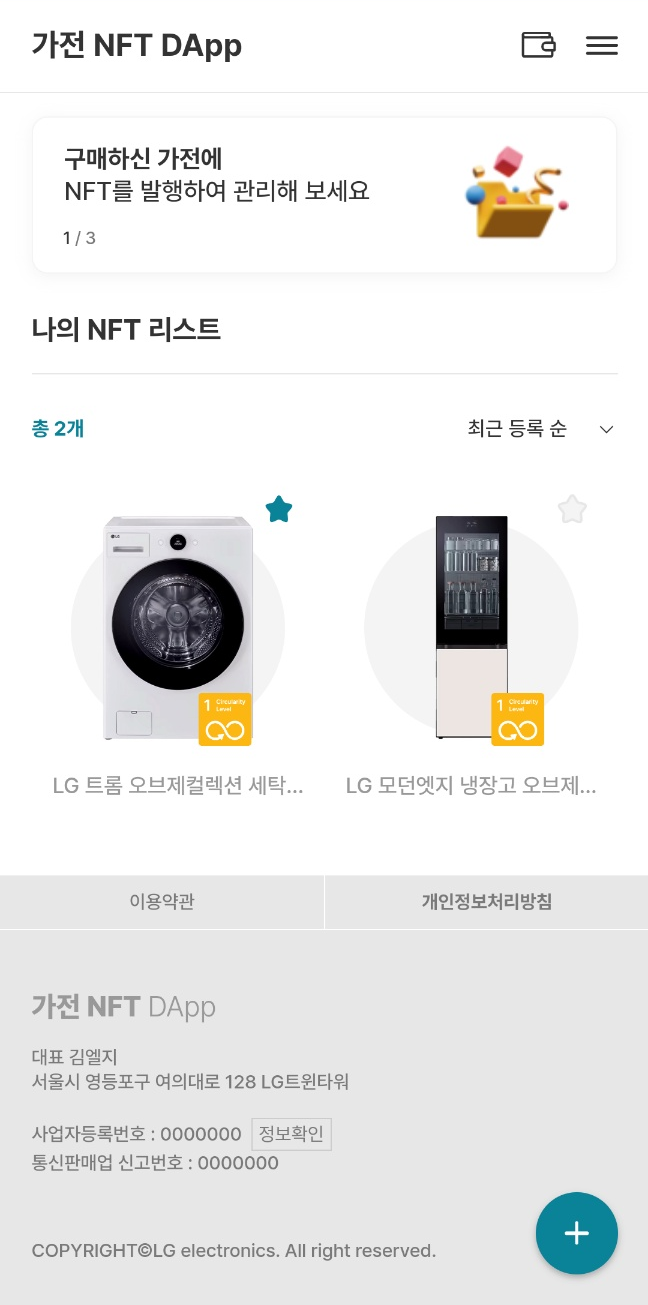 가전 NFT DApp
구매하신 가전에
NFT를 발행하여 관리해 보세요
1 / 3
나의 NFT 리스트
총 2개
최근 등록 순
LG
1 Circularity Level
1 Circularity Level
LG 트롬 오브제컬렉션 세탁...
LG 모던엣지 냉장고 오브제...
이용약관
개인정보처리방침
가전 NFT DApp
대표 김엘지
서울시 영등포구 여의대로 128 LG트윈타워
사업자등록번호 : 0000000 정보확인
통신판매업 신고번호 : 0000000
COPYRIGHT©LG electronics. All right reserved.